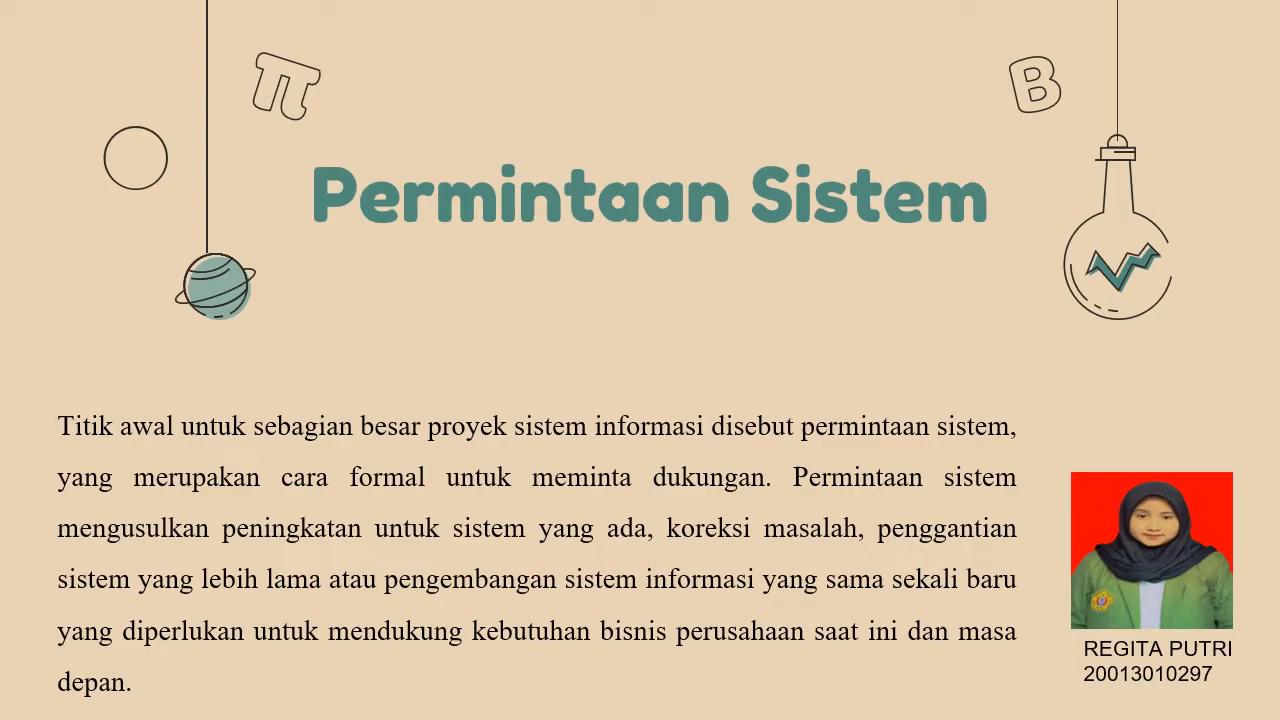 π
B
Permintaan Sistem
Titik awal untuk sebagian besar proyek sistem informasi disebut permintaan sistem,
yang merupakan cara formal untuk meminta dukungan. Permintaan sistem
mengusulkan peningkatan untuk sistem yang ada, koreksi masalah, penggantian
sistem yang lebih lama atau pengembangan sistem informasi yang sama sekali baru
yang diperlukan untuk mendukung kebutuhan bisnis perusahaan saat ini dan masa
depan.
REGITA PUTRI
20013010297